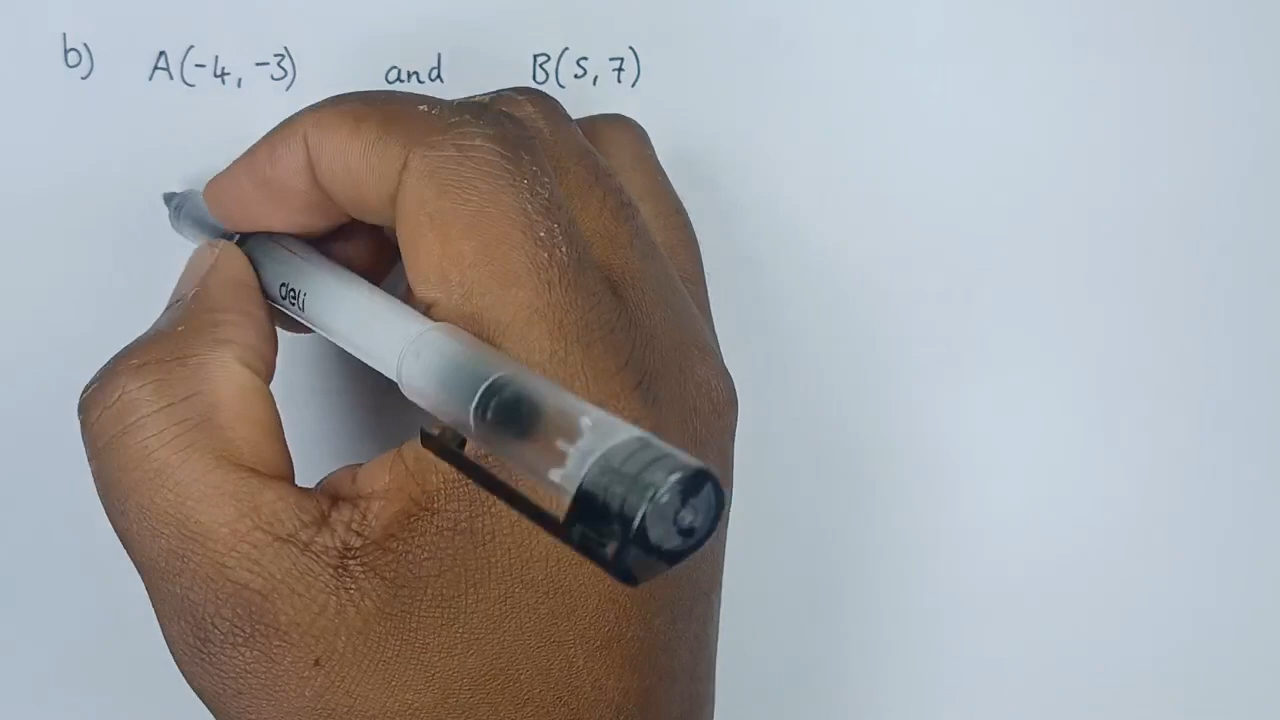 b) A(-4, -3) and B(5, 7)
deli